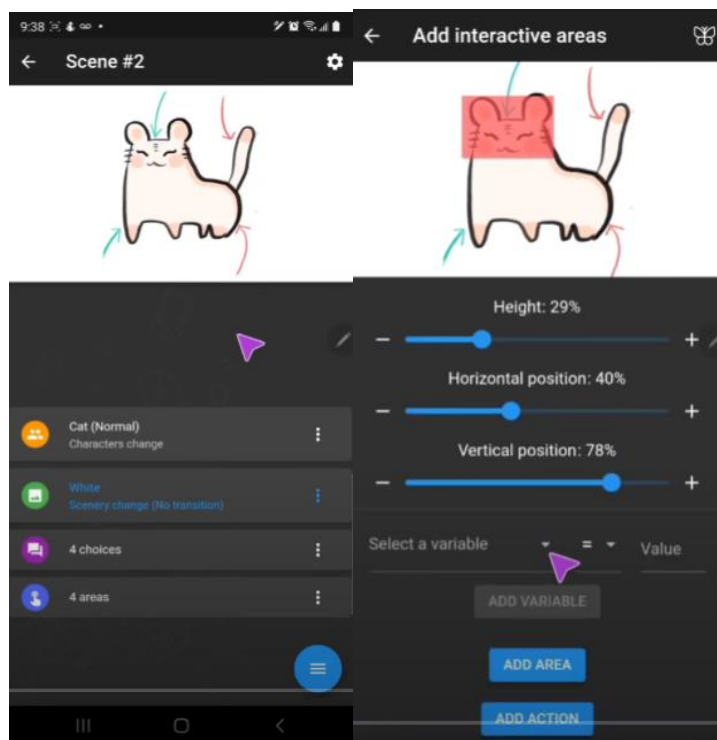 9:38
Scene #2
Cat (Normal)
Characters change
White
Scenery change (No transition)
4 choices
4 areas
Add interactive areas
Height: 29%
Horizontal position: 40%
Vertical position: 78%
Select a variable = Value
ADD VARIABLE
ADD AREA
ADD ACTION